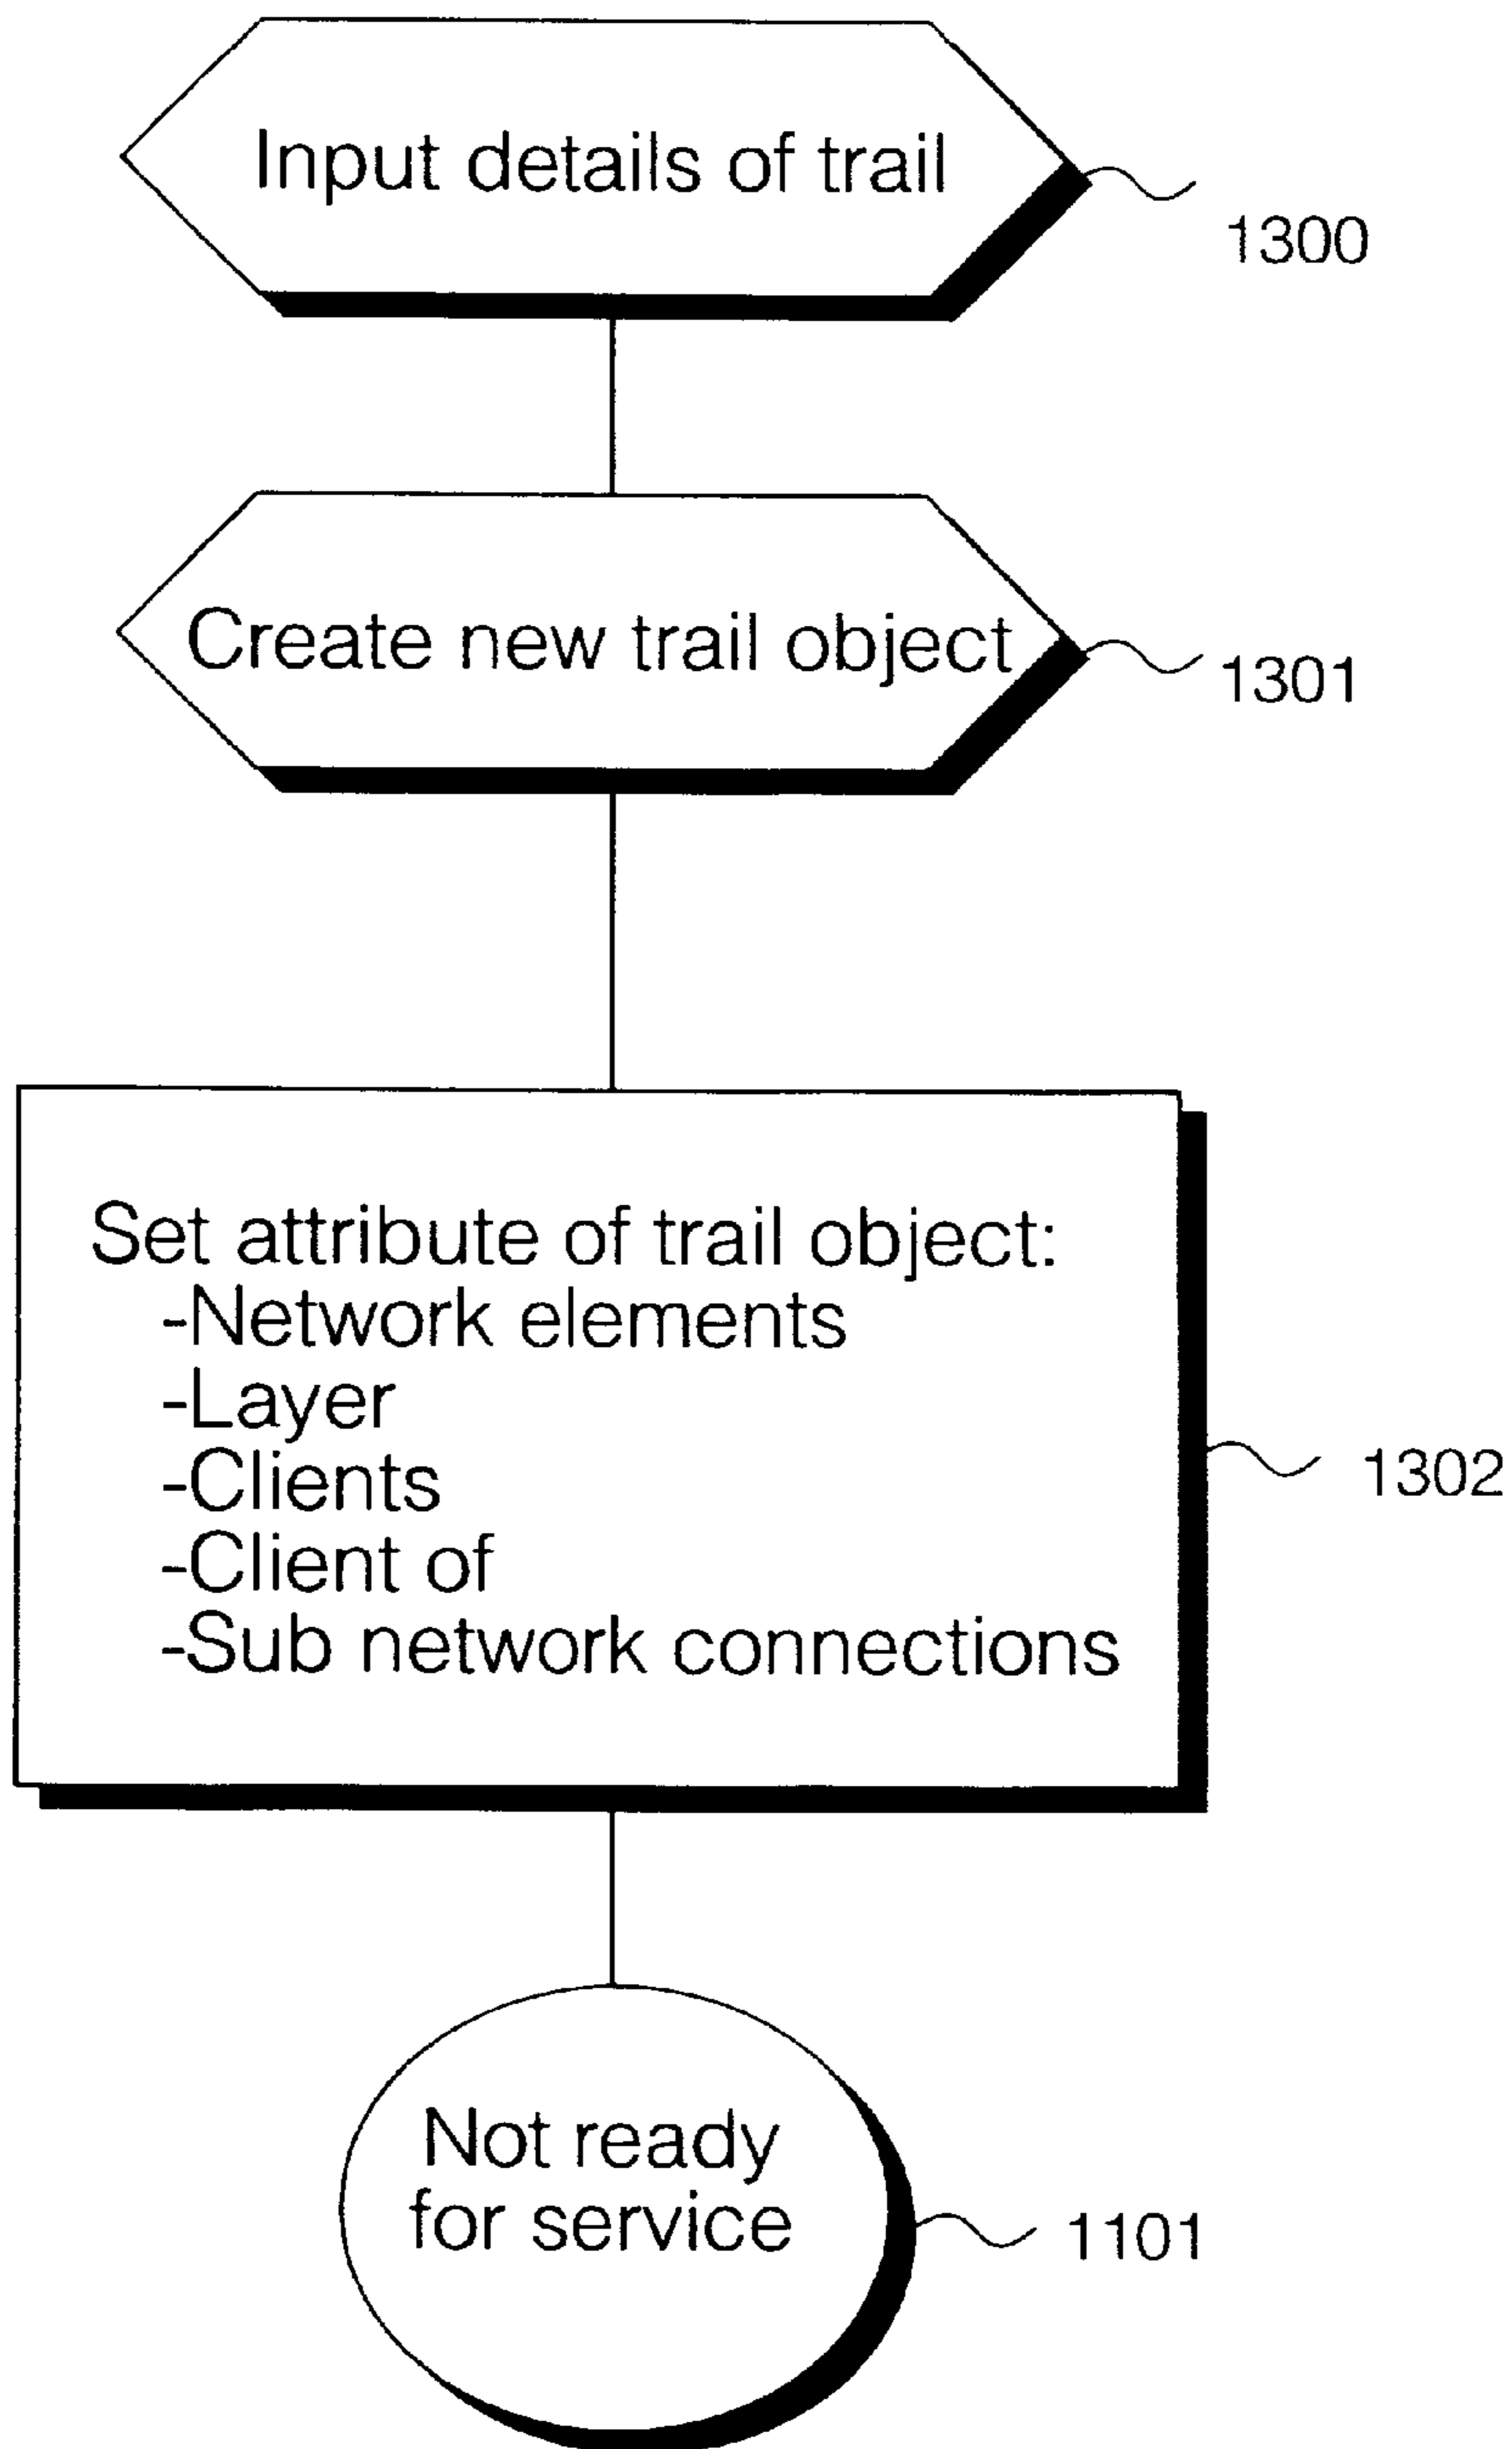 Input details of trail
1300
Create new trail object
1301
Set attribute of trail object:
-Network elements
-Layer
-Clients
-Client of
-Sub network connections
1302
Not ready
for service
1101